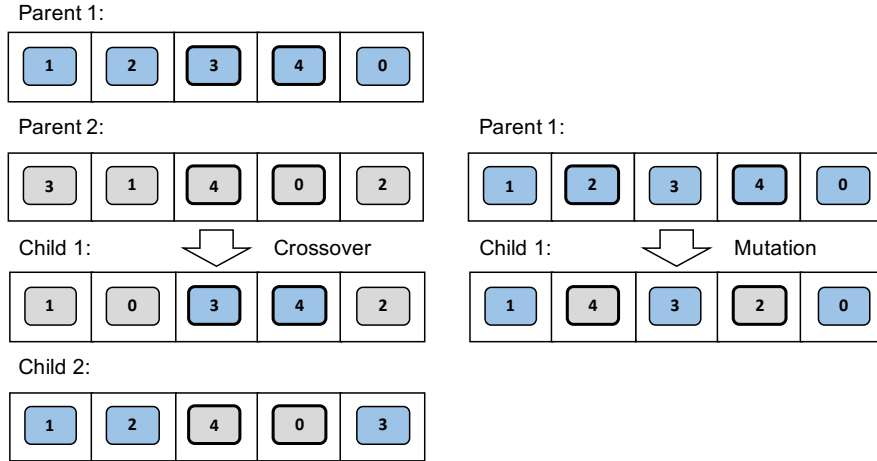 Parent 1:
1 2 3 4 0
Parent 2:
3 1 4 0 2
Child 1:
Crossover
1 0 3 4 2
Child 2:
1 2 4 0 3
Parent 1:
1 2 3 4 0
Child 1:
Mutation
1 4 3 2 0